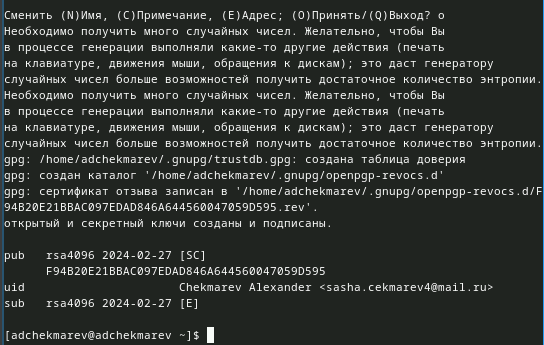 Сменить (N)Имя, (C)Примечание, (E)Адрес; (O)Принять/(Q)Выход? o
Необходимо получить много случайных чисел. Желательно, чтобы Вы
в процессе генерации выполняли какие-то другие действия (печать
на клавиатуре, движения мыши, обращения к дискам); это даст генератору
случайных чисел больше возможностей получить достаточное количество энтропии.
Необходимо получить много случайных чисел. Желательно, чтобы Вы
в процессе генерации выполняли какие-то другие действия (печать
на клавиатуре, движения мыши, обращения к дискам); это даст генератору
случайных чисел больше возможностей получить достаточное количество энтропии.
gpg: /home/adchekmarev/.gnupg/trustdb.gpg: создана таблица доверия
gpg: создан каталог '/home/adchekmarev/.gnupg/openpgp-revocs.d'
gpg: сертификат отзыва записан в '/home/adchekmarev/.gnupg/openpgp-revocs.d/F
94B20E21BBAC097EDAD846A644560047059D595.rev'.
открытый и секретный ключи созданы и подписаны.
pub   rsa4096 2024-02-27 [SC]
      F94B20E21BBAC097EDAD846A644560047059D595
uid                      Chekmarev Alexander <sasha.cekmarev4@mail.ru>
sub   rsa4096 2024-02-27 [E]
[adchekmarev@adchekmarev ~]$